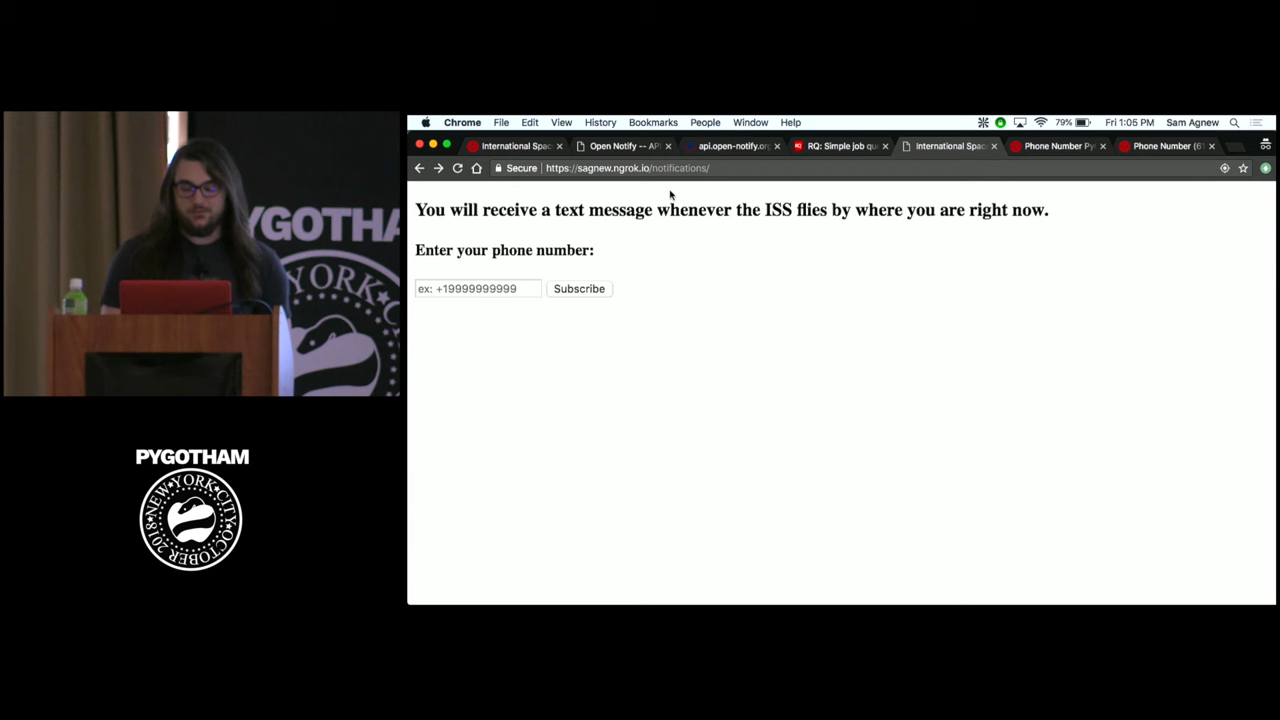 Chrome File Edit View History Bookmarks People Window Help 79% Fri 1:05 PM Sam Agnew
International Spac Open Notify -- API api.open-notify.org RQ: Simple job qu International Spac Phone Number Py Phone Number (6
Secure https://sagnew.ngrok.io/notifications/
You will receive a text message whenever the ISS flies by where you are right now.
Enter your phone number:
ex: +19999999999 Subscribe
PYGOTHAM
PYGOTHAM
NEW YORK CITY
OCTOBER 2018